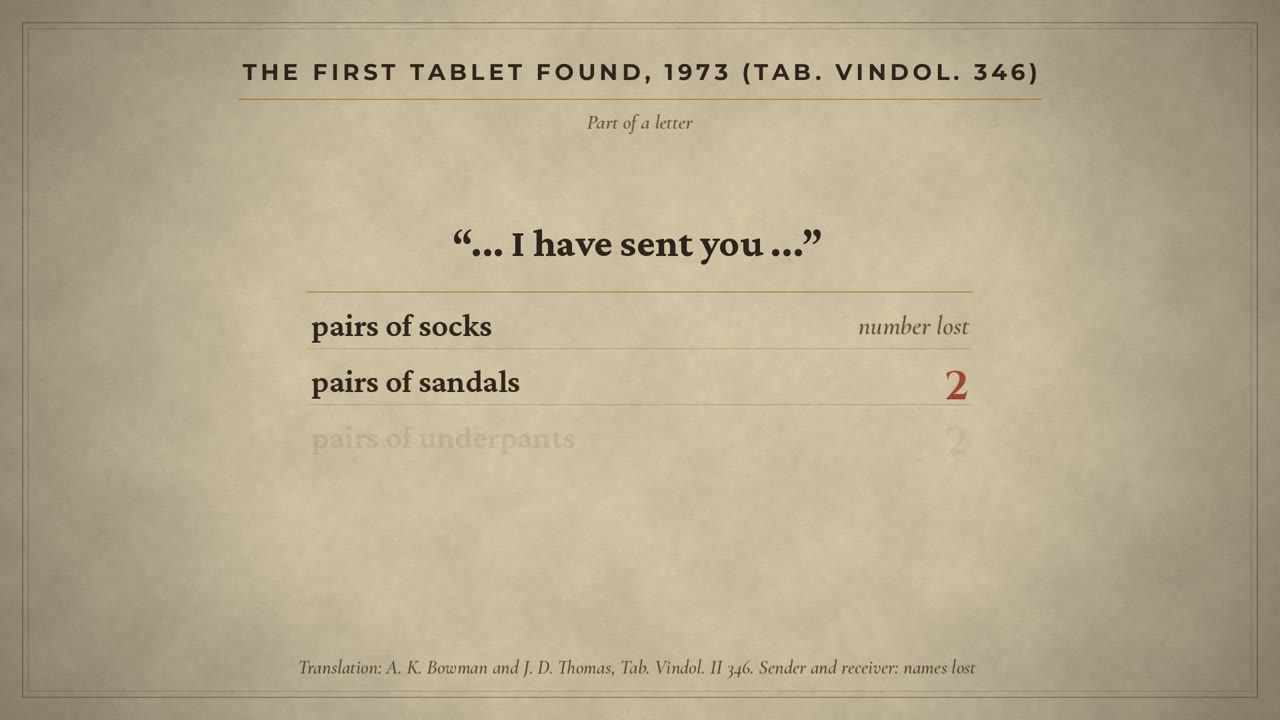 THE FIRST TABLET FOUND, 1973 (TAB. VINDOL. 346)
Part of a letter
“... I have sent you ...”
pairs of socks number lost
pairs of sandals 2
pairs of underpants 2
Translation: A. K. Bowman and J. D. Thomas, Tab. Vindol. II 346. Sender and receiver: names lost